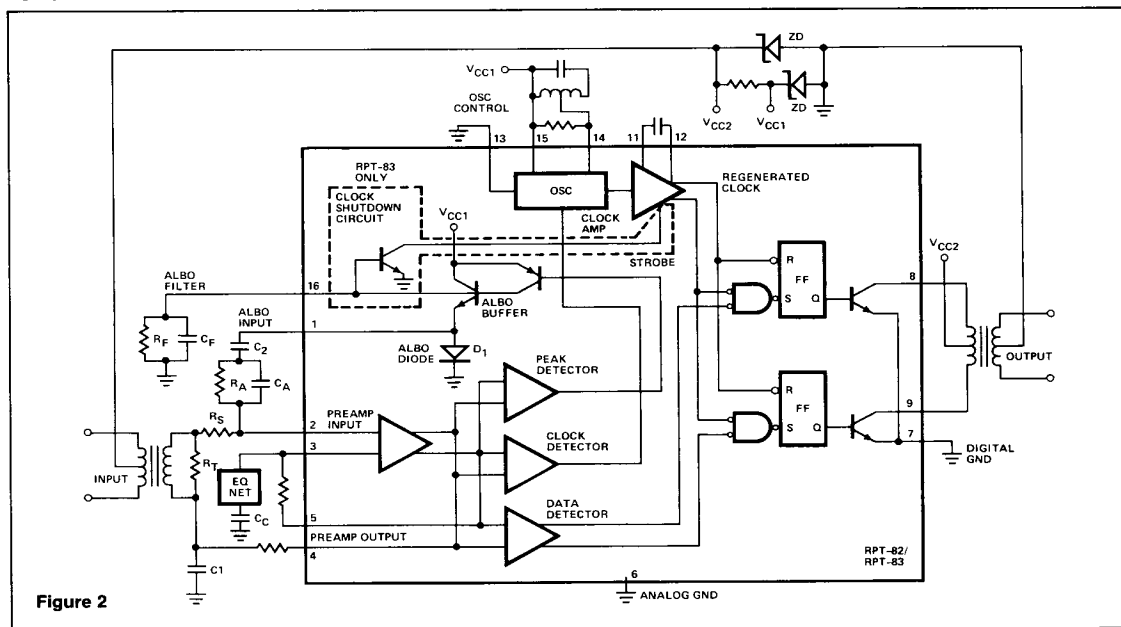 ZD
V_CC1
ZD
OSC
CONTROL
V_CC2
V_CC1
13
15
14
11
12
RPT-83
ONLY
CLOCK
SHUTDOWN
CIRCUIT
OSC
REGENERATED
CLOCK
CLOCK
AMP
V_CC1
STROBE
V_CC2
ALBO
FILTER
16
R
FF
S
Q
8
ALBO
BUFFER
ALBO
INPUT
1
R_F
C_F
C_2
ALBO
DIODE
D_1
PEAK
DETECTOR
OUTPUT
R_A
C_A
R
FF
S
Q
9
R_S
2
PREAMP
INPUT
3
CLOCK
DETECTOR
7
DIGITAL
GND
INPUT
R_T
EQ
NET
C_C
5
DATA
DETECTOR
PREAMP OUTPUT
4
RPT-82/
RPT-83
C1
6
ANALOG GND
Figure 2